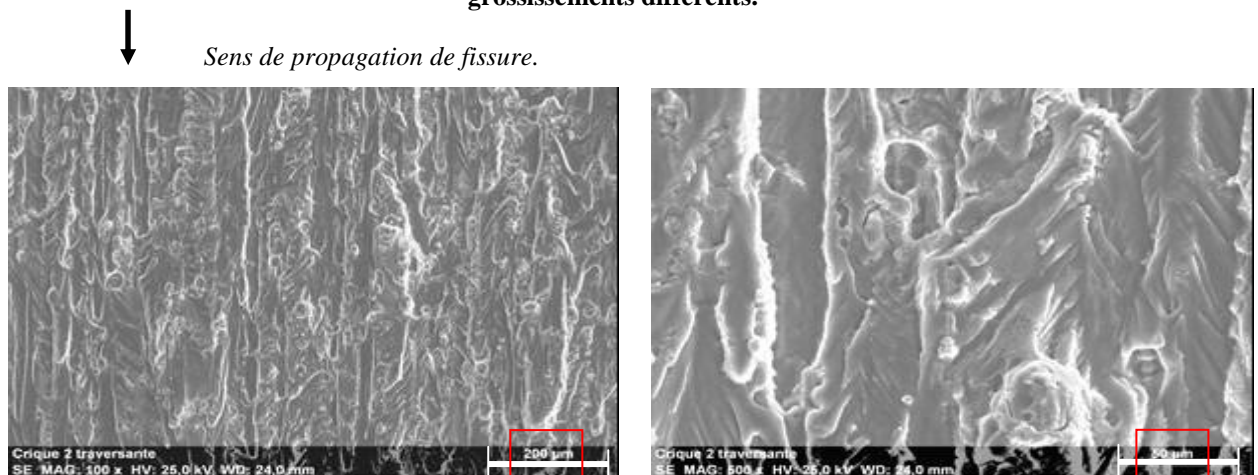 grossissements différents.
Sens de propagation de fissure.
Crique 2 traversante
SE MAG: 100 x HV: 25,0 kV WD: 24,0 mm
200 µm
Crique 2 traversante
SE MAG: 500 x HV: 25,0 kV WD: 24,0 mm
50 µm